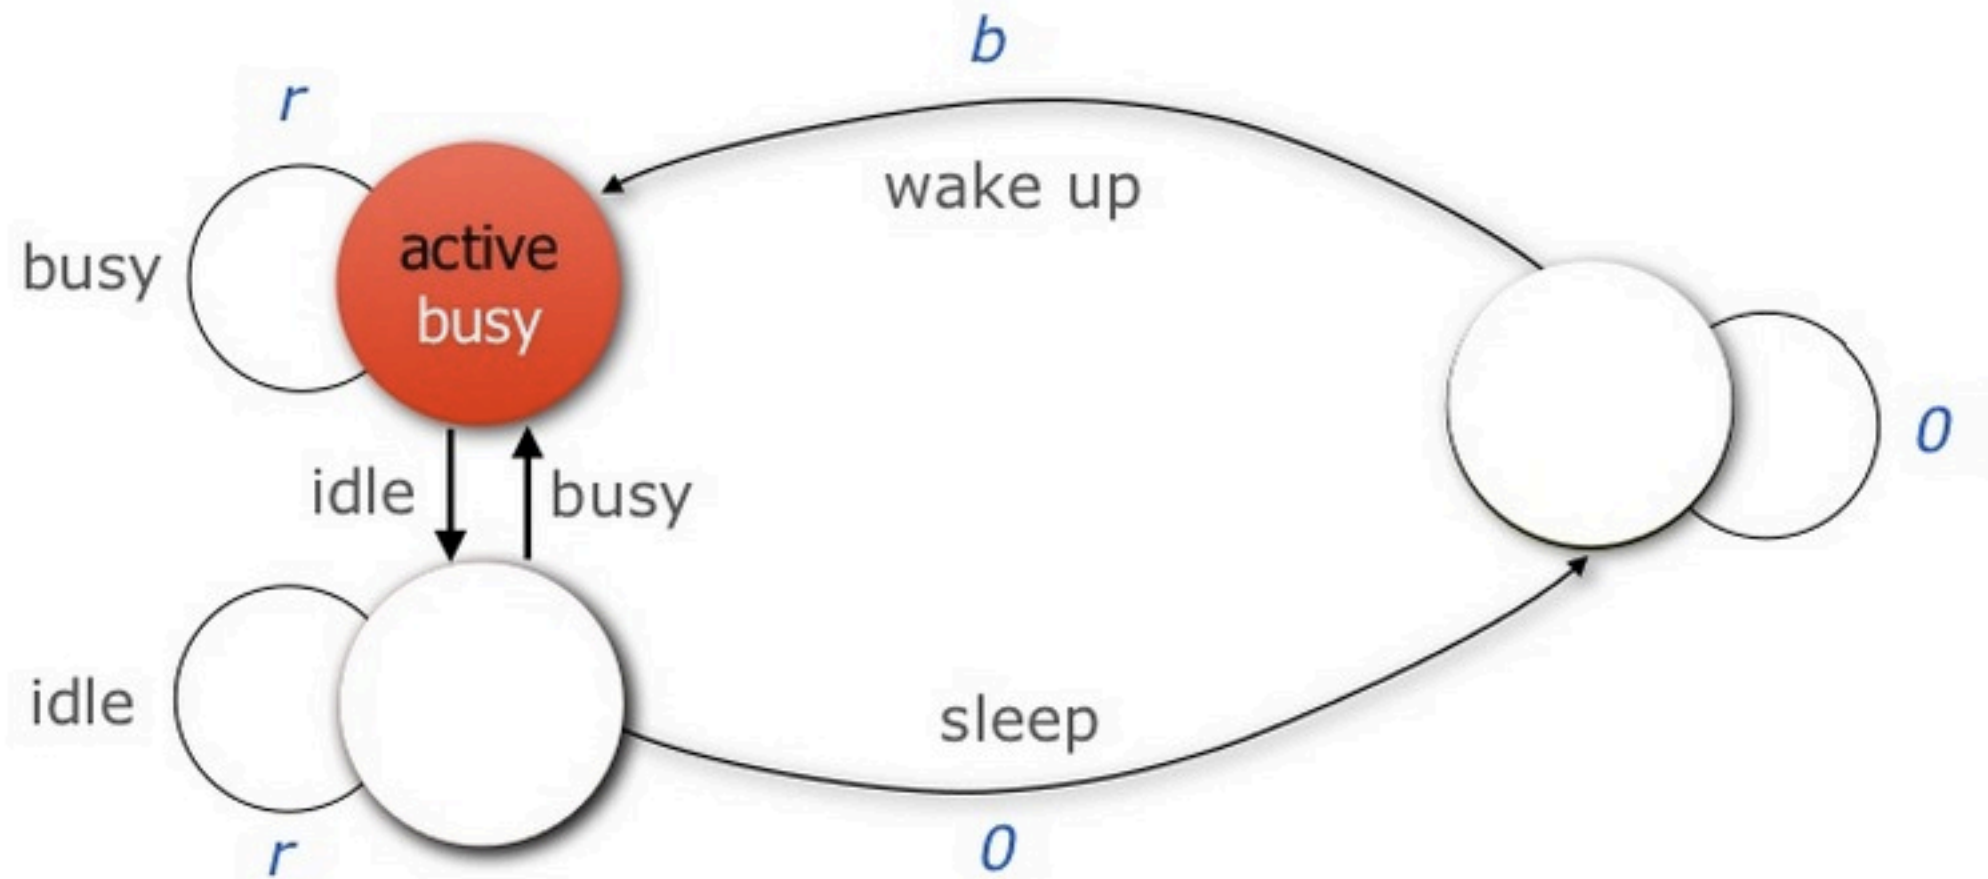 b
r
wake up
active
busy
busy
0
idle
busy
idle
sleep
0
r